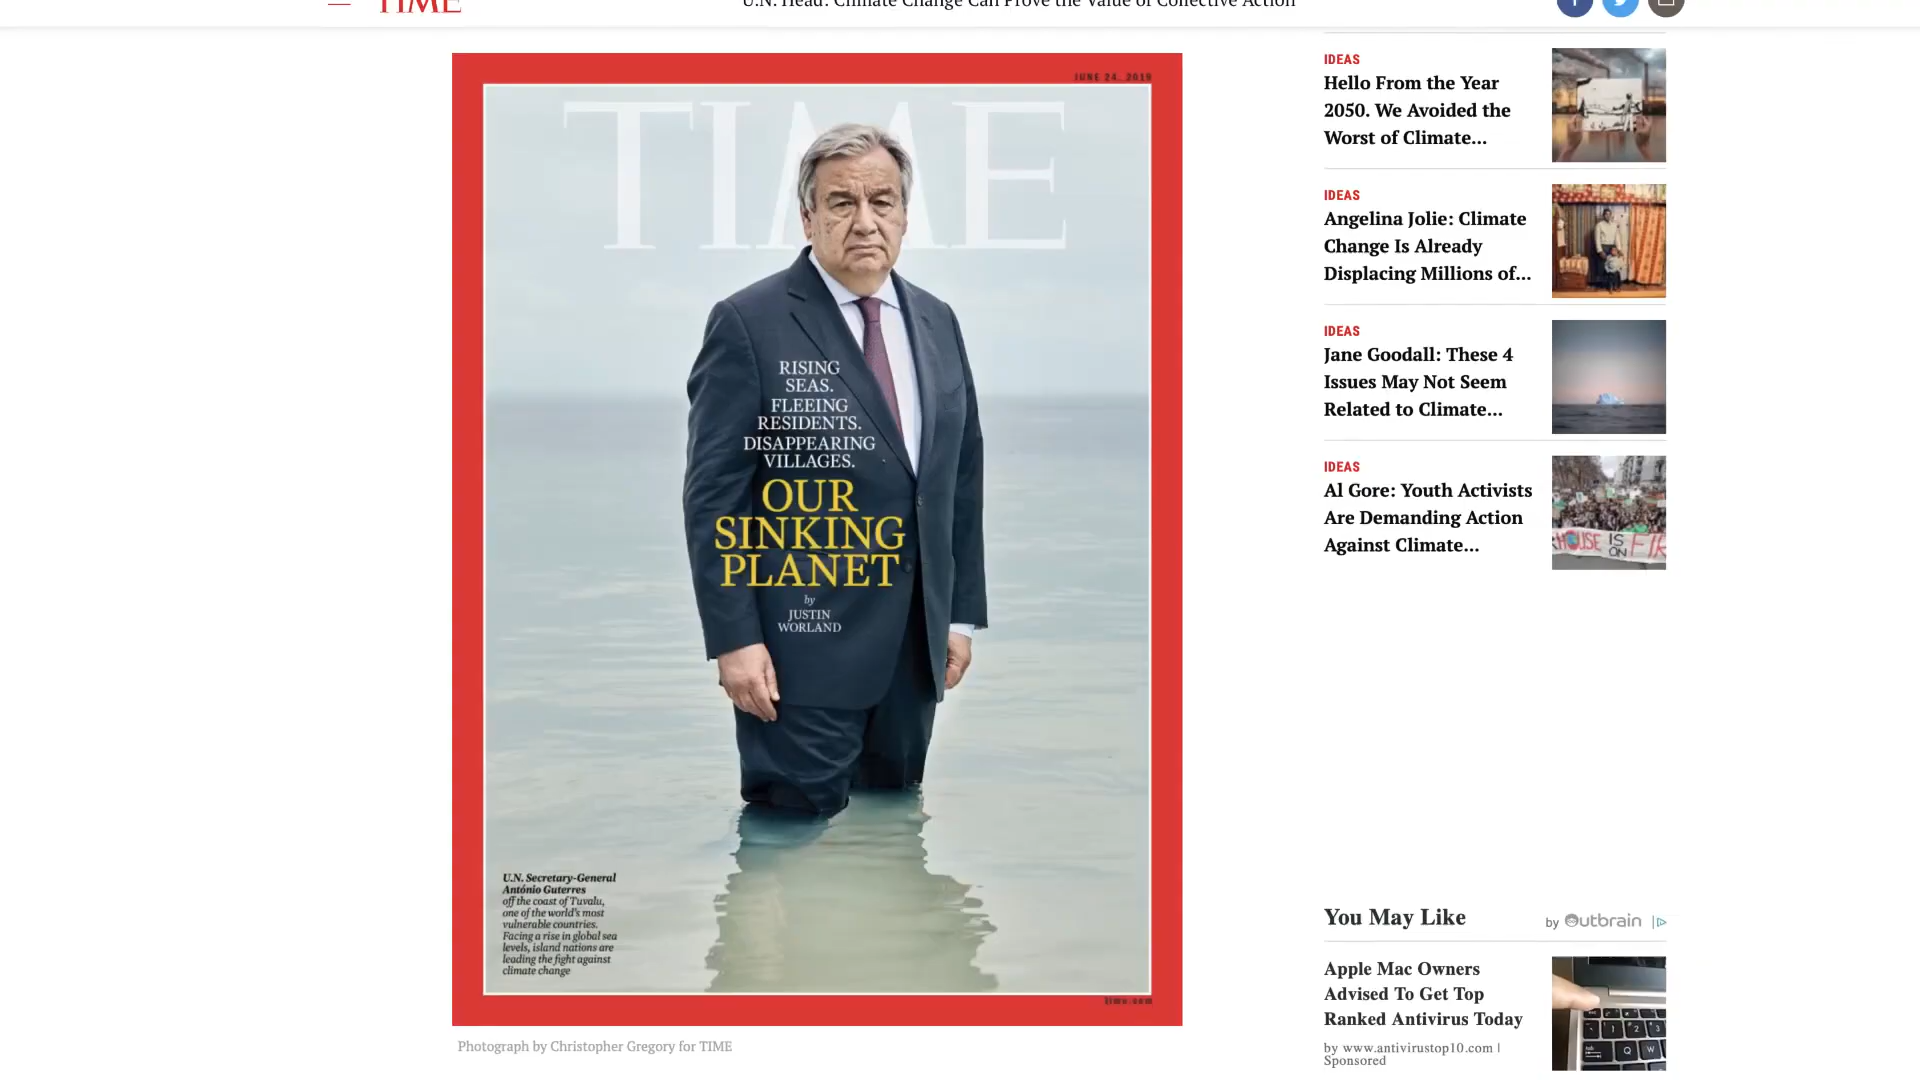 TIME
U.N. Head: Climate Change Can Prove the Value of Collective Action
JUNE 24, 2019
TIME
RISING
SEAS.
FLEEING
RESIDENTS.
DISAPPEARING
VILLAGES.
OUR
SINKING
PLANET
by
JUSTIN
WORLAND
U.N. Secretary-General
António Guterres
off the coast of Tuvalu,
one of the world's most
vulnerable countries.
Facing a rise in global sea
levels, island nations are
leading the fight against
climate change
time.com
Photograph by Christopher Gregory for TIME
IDEAS
Hello From the Year
2050. We Avoided the
Worst of Climate...
IDEAS
Angelina Jolie: Climate
Change Is Already
Displacing Millions of...
IDEAS
Jane Goodall: These 4
Issues May Not Seem
Related to Climate...
IDEAS
Al Gore: Youth Activists
Are Demanding Action
Against Climate...
HOUSE IS
ON FIR
You May Like
by Outbrain
Apple Mac Owners
Advised To Get Top
Ranked Antivirus Today
by www.antivirustop10.com |
Sponsored